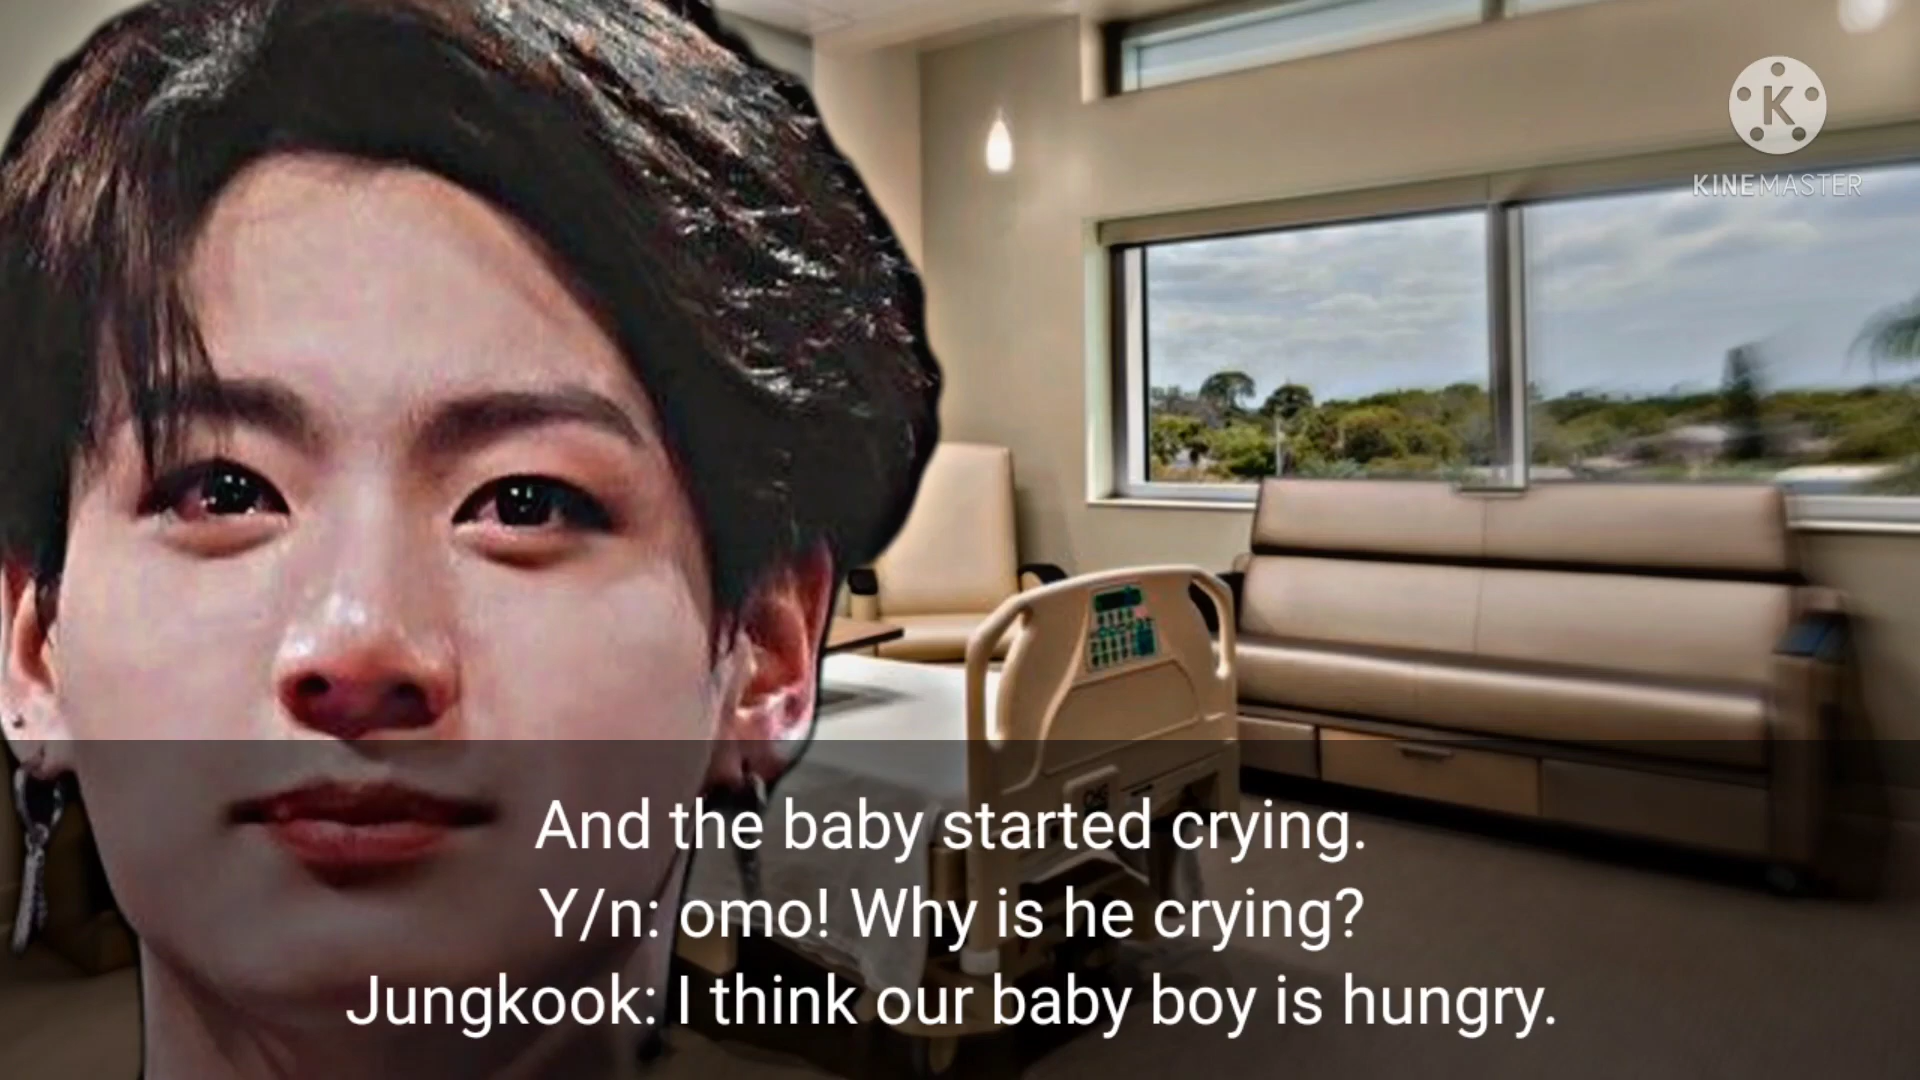 K
KINEMASTER
And the baby started crying.
Y/n: omo! Why is he crying?
Jungkook: I think our baby boy is hungry.